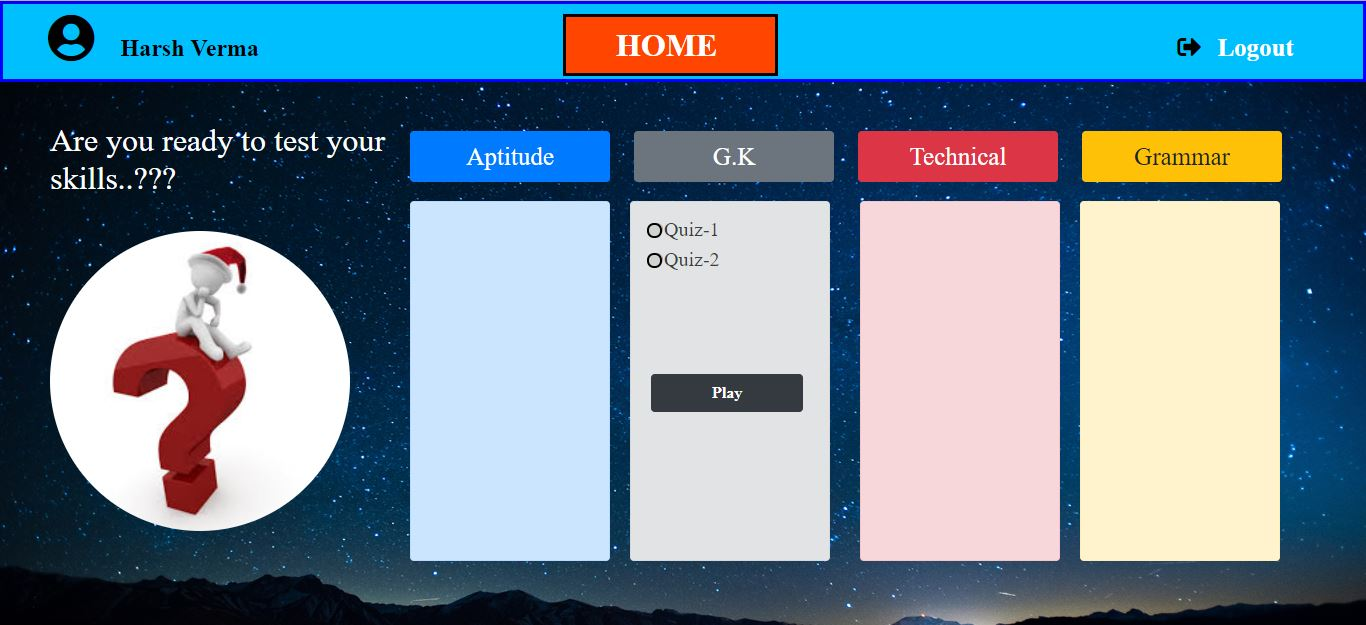 Harsh Verma
HOME
Logout
Are you ready to test your
skills..???
Aptitude
G.K
Technical
Grammar
Quiz-1
Quiz-2
Play